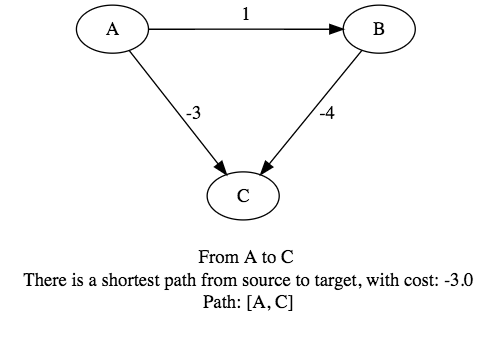 1
A
B
-3
-4
C
From A to C
There is a shortest path from source to target, with cost: -3.0
Path: [A, C]